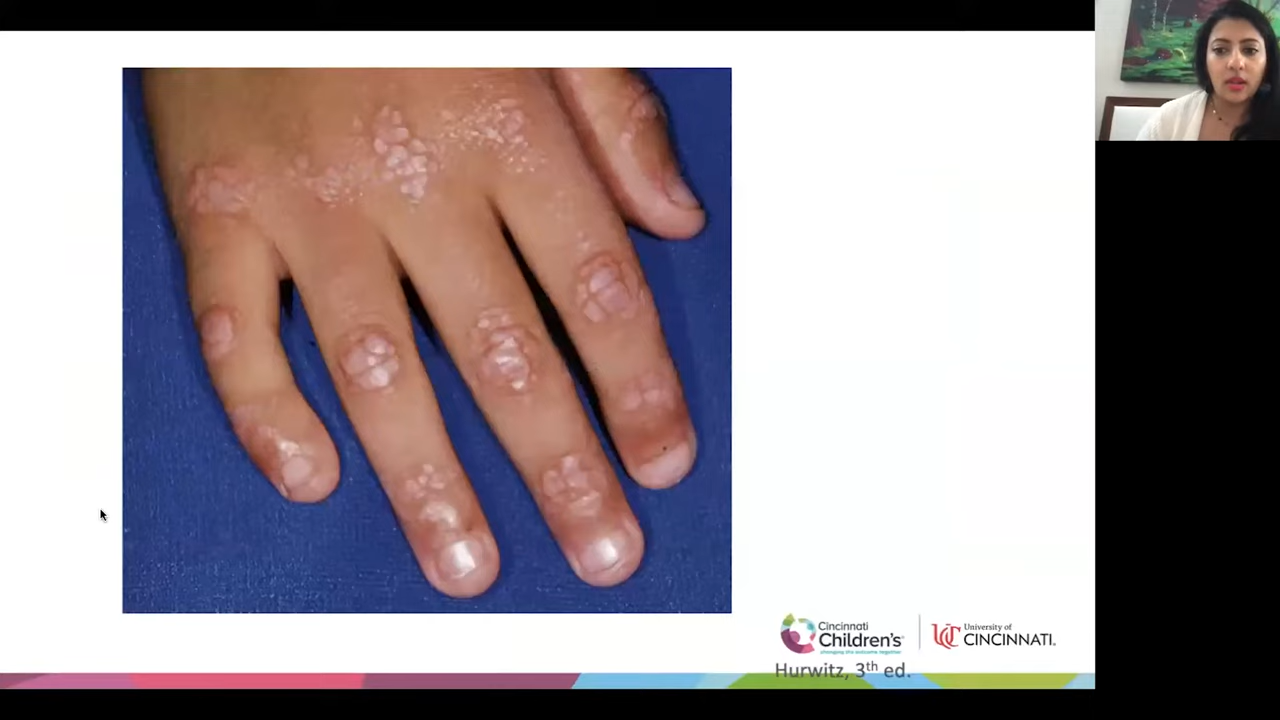 Cincinnati
Children's
changing the outcome together
University of
CINCINNATI.
Hurwitz, 3th ed.